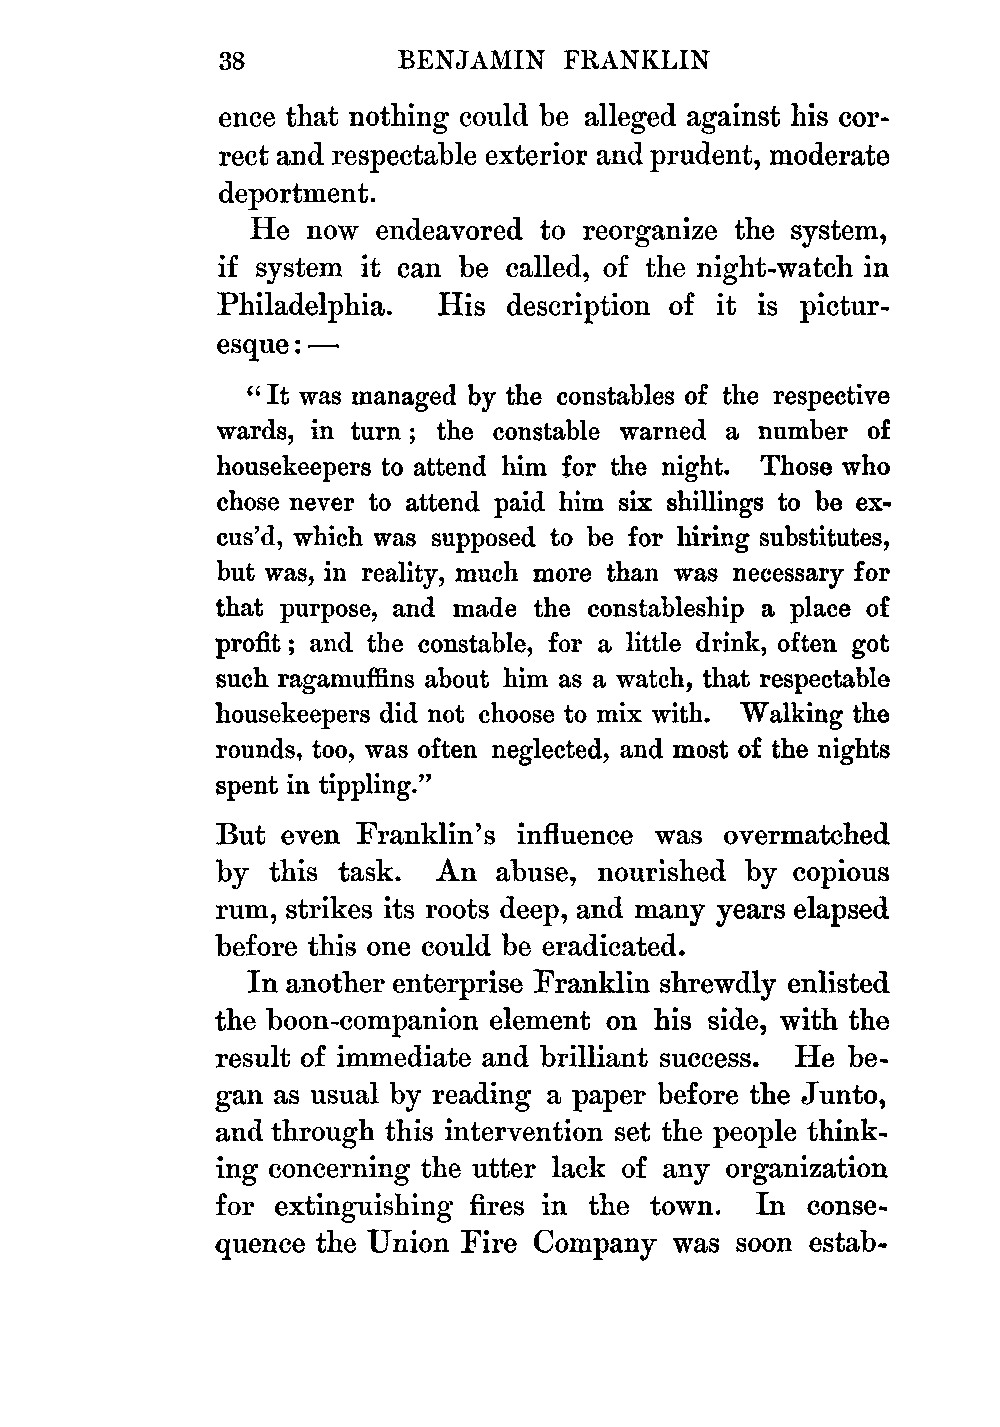 38 BENJAMIN FRANKLIN
ence that nothing could be alleged against his cor-
rect and respectable exterior and prudent, moderate
deportment.
He now endeavored to reorganize the system,
if system it can be called, of the night-watch in
Philadelphia. His description of it is pictur-
esque: —
“It was managed by the constables of the respective
wards, in turn; the constable warned a number of
housekeepers to attend him for the night. Those who
chose never to attend paid him six shillings to be ex-
cus’d, which was supposed to be for hiring substitutes,
but was, in reality, much more than was necessary for
that purpose, and made the constableship a place of
profit; and the constable, for a little drink, often got
such ragamuffins about him as a watch, that respectable
housekeepers did not choose to mix with. Walking the
rounds, too, was often neglected, and most of the nights
spent in tippling.”
But even Franklin’s influence was overmatched
by this task. An abuse, nourished by copious
rum, strikes its roots deep, and many years elapsed
before this one could be eradicated.
In another enterprise Franklin shrewdly enlisted
the boon-companion element on his side, with the
result of immediate and brilliant success. He be-
gan as usual by reading a paper before the Junto,
and through this intervention set the people think-
ing concerning the utter lack of any organization
for extinguishing fires in the town. In conse-
quence the Union Fire Company was soon estab-